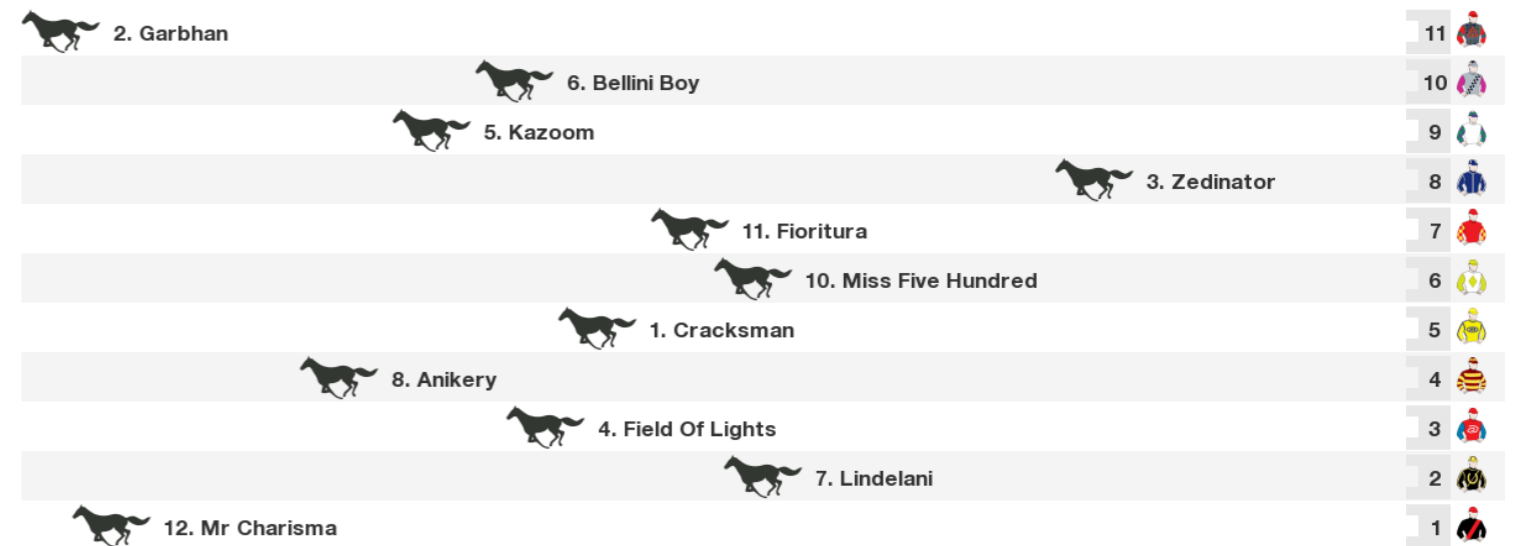 2. Garbhan 11
6. Bellini Boy 10
5. Kazoom 9
3. Zedinator 8
11. Fioritura 7
10. Miss Five Hundred 6
1. Cracksman 5
8. Anikery 4
4. Field Of Lights 3
7. Lindelani 2
12. Mr Charisma 1